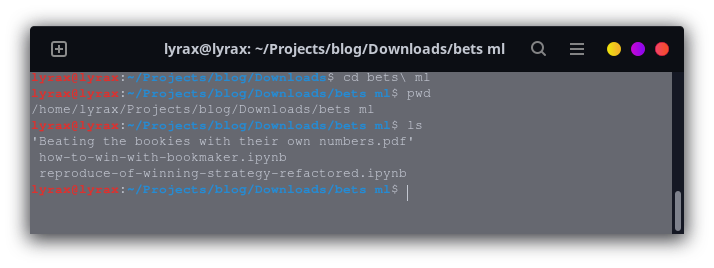 lyrax@lyrax: ~/Projects/blog/Downloads/bets ml
lyrax@lyrax:~/Projects/blog/Downloads$ cd bets\ ml
lyrax@lyrax:~/Projects/blog/Downloads/bets ml$ pwd
/home/lyrax/Projects/blog/Downloads/bets ml
lyrax@lyrax:~/Projects/blog/Downloads/bets ml$ ls
'Beating the bookies with their own numbers.pdf'
how-to-win-with-bookmaker.ipynb
reproduce-of-winning-strategy-refactored.ipynb
lyrax@lyrax:~/Projects/blog/Downloads/bets ml$